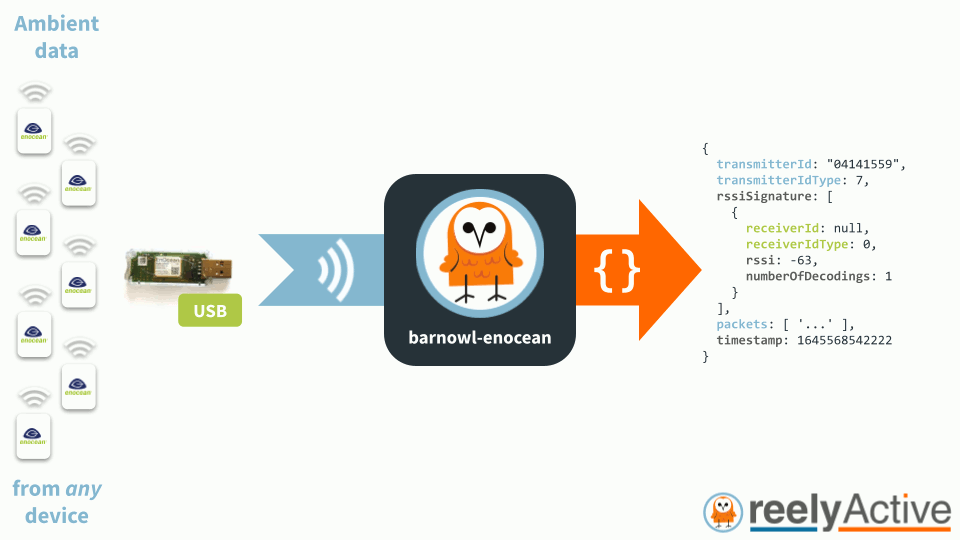 Ambient
data
enocean
enocean
enocean
enocean
enocean
enocean
enocean
from any
device
USB
barnowl-enocean
{}
{
transmitterId: "04141559",
transmitterIdType: 7,
rssiSignature: [
{
receiverId: null,
receiverIdType: 0,
rssi: -63,
numberOfDecodings: 1
}
],
packets: [ '...' ],
timestamp: 1645568542222
}
reelyActive